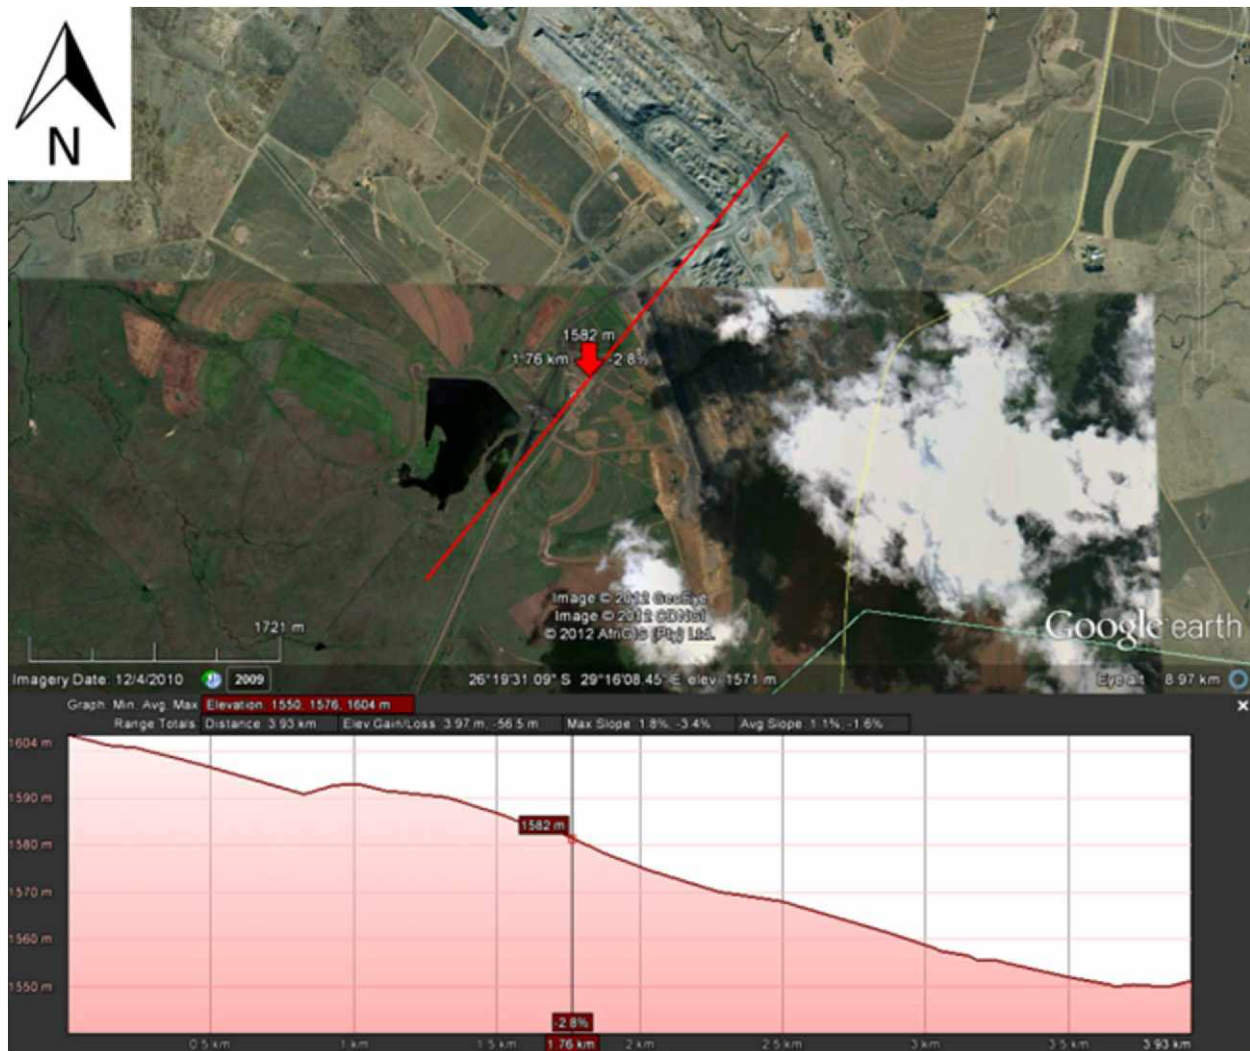 N
1582 m
1.76 km -2.8%
1721 m
Image © 2012 GeoEye
Image © 2012 CDNSI
© 2012 AfriGIS (Pty) Ltd.
Google earth
Imagery Date: 12/4/2010 2009 26°19'31.09" S 29°16'08.45" E elev 1571 m Eye alt 8.97 km
Graph: Min, Avg, Max Elevation: 1550, 1576, 1604 m
Range Totals: Distance: 3.93 km Elev Gain/Loss: 3.97 m, -56.5 m Max Slope: 1.8%, -3.4% Avg Slope: 1.1%, -1.6%
1604 m
1590 m
1582 m
1580 m
1570 m
1560 m
1550 m
-2.8%
0.5 km 1 km 1.5 km 1.76 km 2 km 2.5 km 3 km 3.5 km 3.93 km